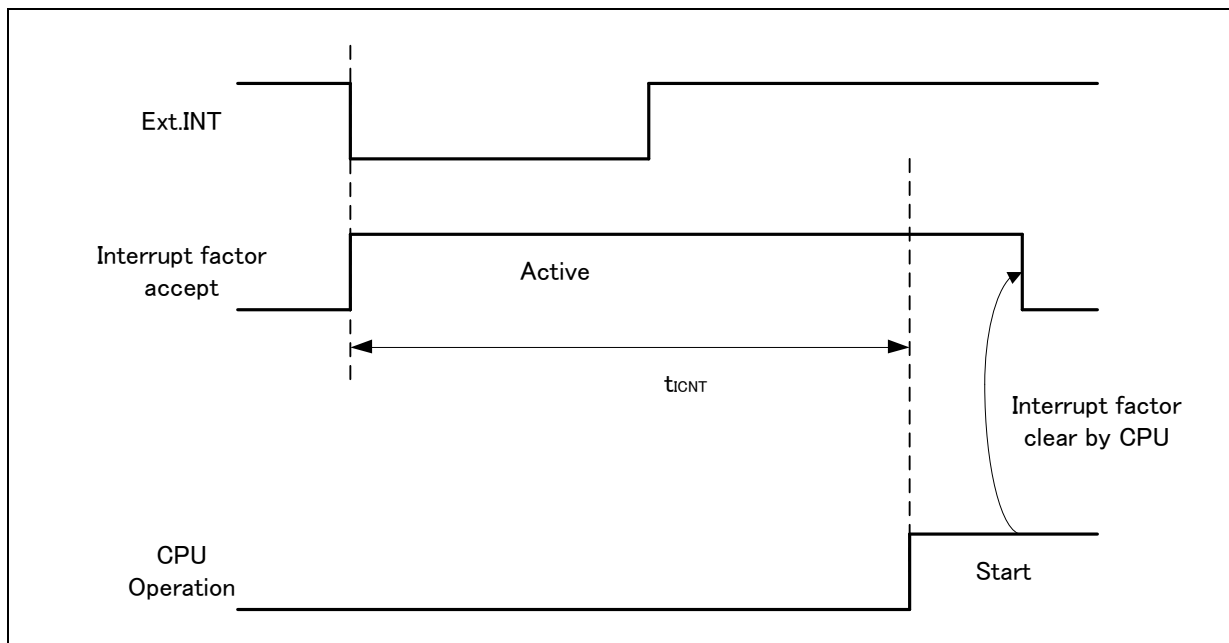 Ext.INT
Interrupt factor
accept
Active
tICNT
Interrupt factor
clear by CPU
CPU
Operation
Start